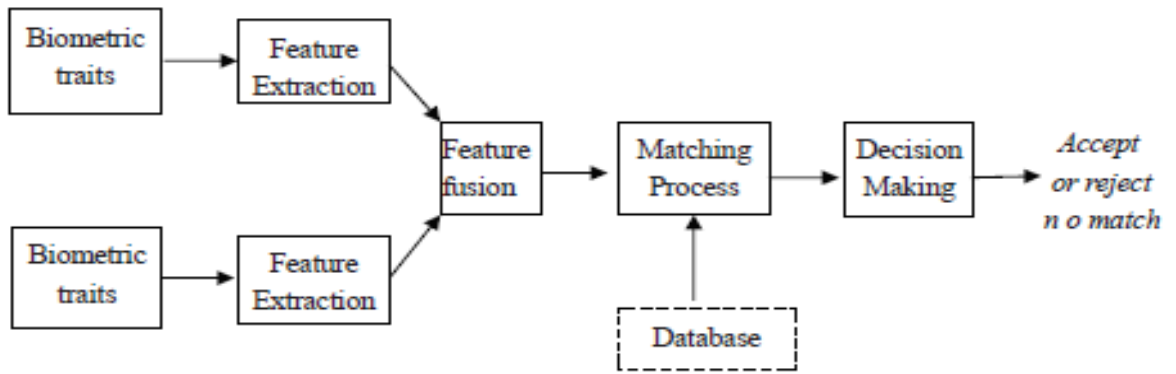 Biometric
traits
Feature
Extraction
Feature
fusion
Matching
Process
Decision
Making
Accept
or reject
n o match
Biometric
traits
Feature
Extraction
Database